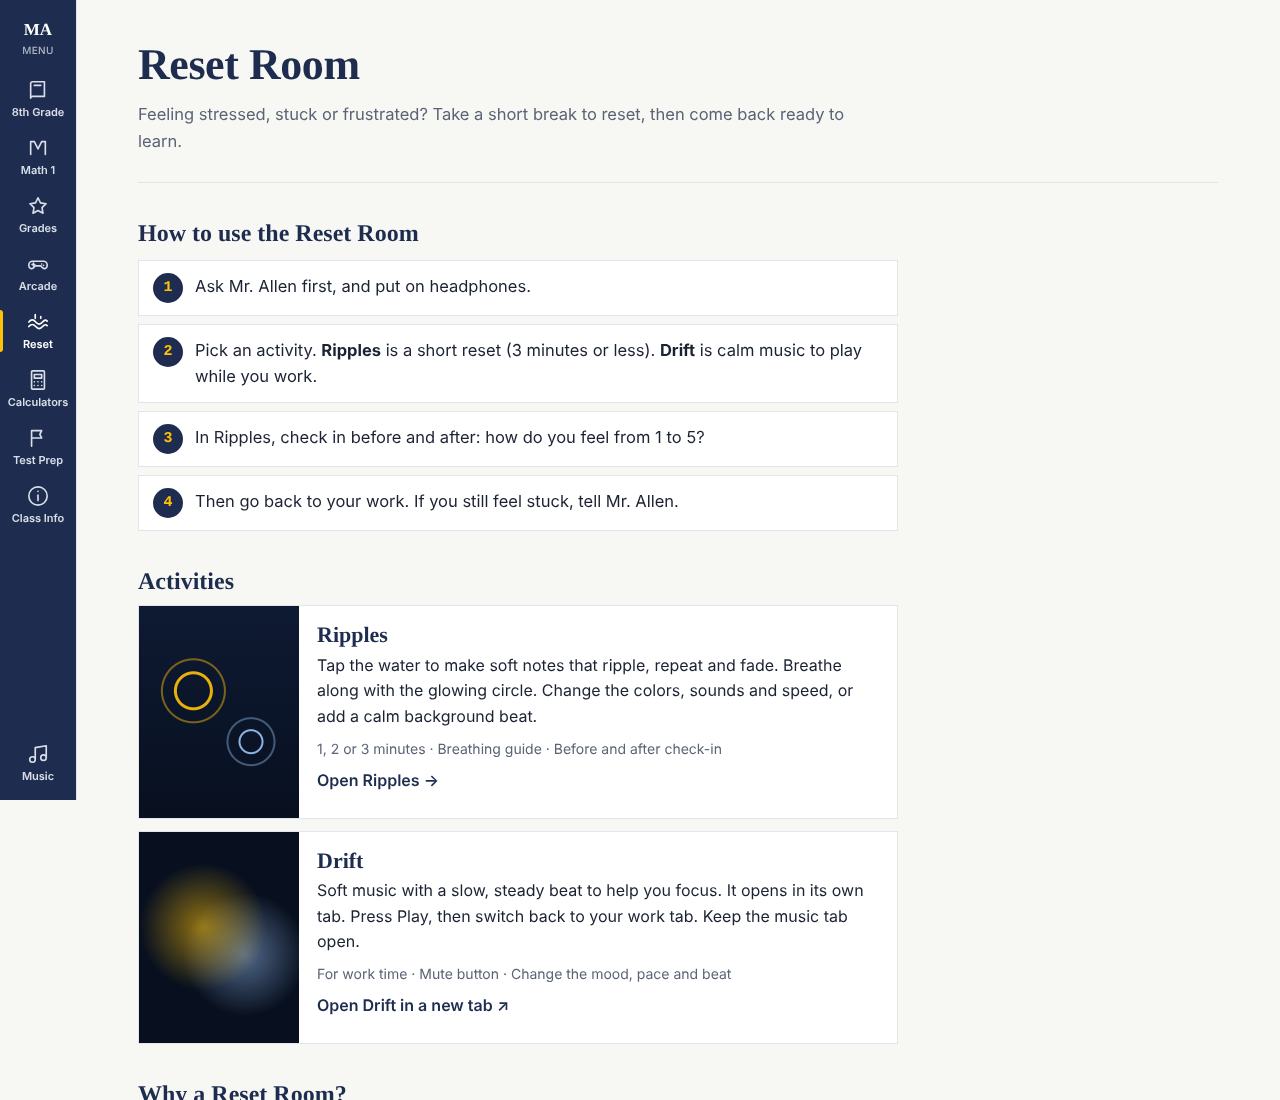 MA
MENU
8th Grade
Math 1
Grades
Arcade
Reset
Calculators
Test Prep
Class Info
Music
Reset Room
Feeling stressed, stuck or frustrated? Take a short break to reset, then come back ready to
learn.
How to use the Reset Room
1 Ask Mr. Allen first, and put on headphones.
2 Pick an activity. Ripples is a short reset (3 minutes or less). Drift is calm music to play
while you work.
3 In Ripples, check in before and after: how do you feel from 1 to 5?
4 Then go back to your work. If you still feel stuck, tell Mr. Allen.
Activities
Ripples
Tap the water to make soft notes that ripple, repeat and fade. Breathe
along with the glowing circle. Change the colors, sounds and speed, or
add a calm background beat.
1, 2 or 3 minutes · Breathing guide · Before and after check-in
Open Ripples →
Drift
Soft music with a slow, steady beat to help you focus. It opens in its own
tab. Press Play, then switch back to your work tab. Keep the music tab
open.
For work time · Mute button · Change the mood, pace and beat
Open Drift in a new tab ↗
Why a Reset Room?